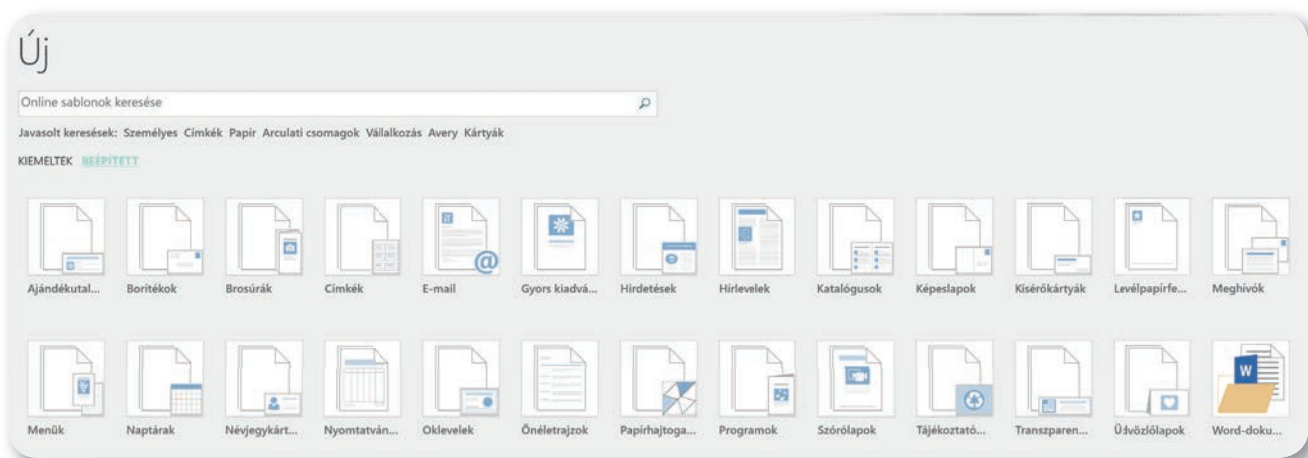 Új
Online sablonok keresése
Javasolt keresések: Személyes Címkék Papír Arculati csomagok Vállalkozás Avery Kártyák
KIEMELTEK BEÉPÍTETT
Ajándékutal... Borítékok Brosúrák Címkék E-mail Gyors kiadvá... Hirdetések Hírlevelek Katalógusok Képeslapok Kísérőkártyák Levélpapírfe... Meghívók
Menük Naptárak Névjegykárt... Nyomtatván... Oklevelek Önéletrajzok Papírhajtoga... Programok Szórólapok Tájékoztató... Transzparen... Üdvözlőlapok Word-doku...